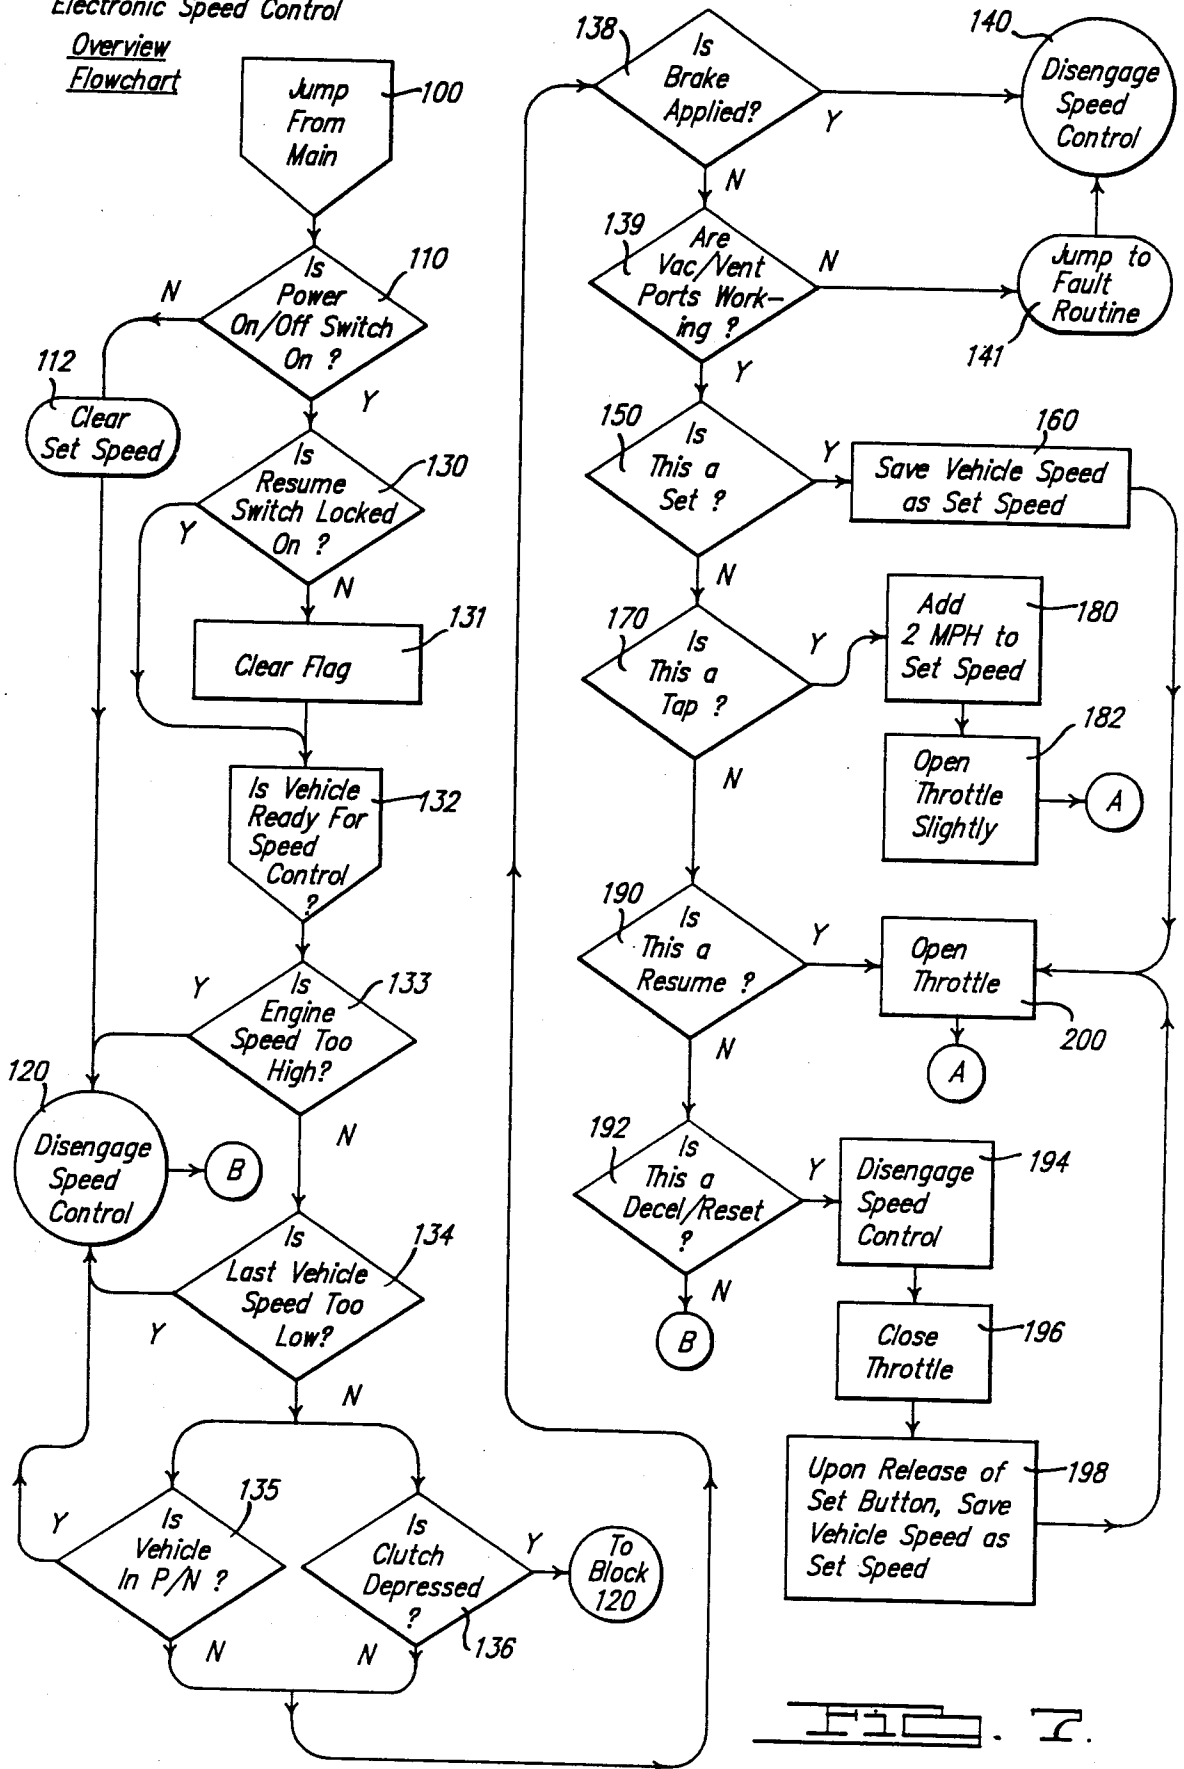 Electronic Speed Control
Overview
Flowchart
Jump
From
Main
100
Is
Power
On/Off Switch
On ?
110
N
Y
112
Clear
Set Speed
Is
Resume
Switch Locked
On ?
130
Y
N
131
Clear Flag
Is Vehicle
Ready For
Speed
Control
?
132
Is
Engine
Speed Too
High?
133
Y
N
120
Disengage
Speed
Control
B
Is
Last Vehicle
Speed Too
Low?
134
Y
N
Is
Vehicle
In P/N ?
135
Y
N
Is
Clutch
Depressed
?
136
Y
N
To
Block
120
138
Is
Brake
Applied?
Y
N
140
Disengage
Speed
Control
139
Are
Vac/Vent
Ports Work-
ing ?
N
Y
Jump to
Fault
Routine
141
150
Is
This a
Set ?
Y
N
160
Save Vehicle Speed
as Set Speed
170
Is
This a
Tap ?
Y
N
Add
2 MPH to
Set Speed
180
182
Open
Throttle
Slightly
A
190
Is
This a
Resume ?
Y
N
Open
Throttle
200
A
192
Is
This a
Decel/Reset
?
Y
N
B
Disengage
Speed
Control
194
Close
Throttle
196
Upon Release of
Set Button, Save
Vehicle Speed as
Set Speed
198
FIG. 7.